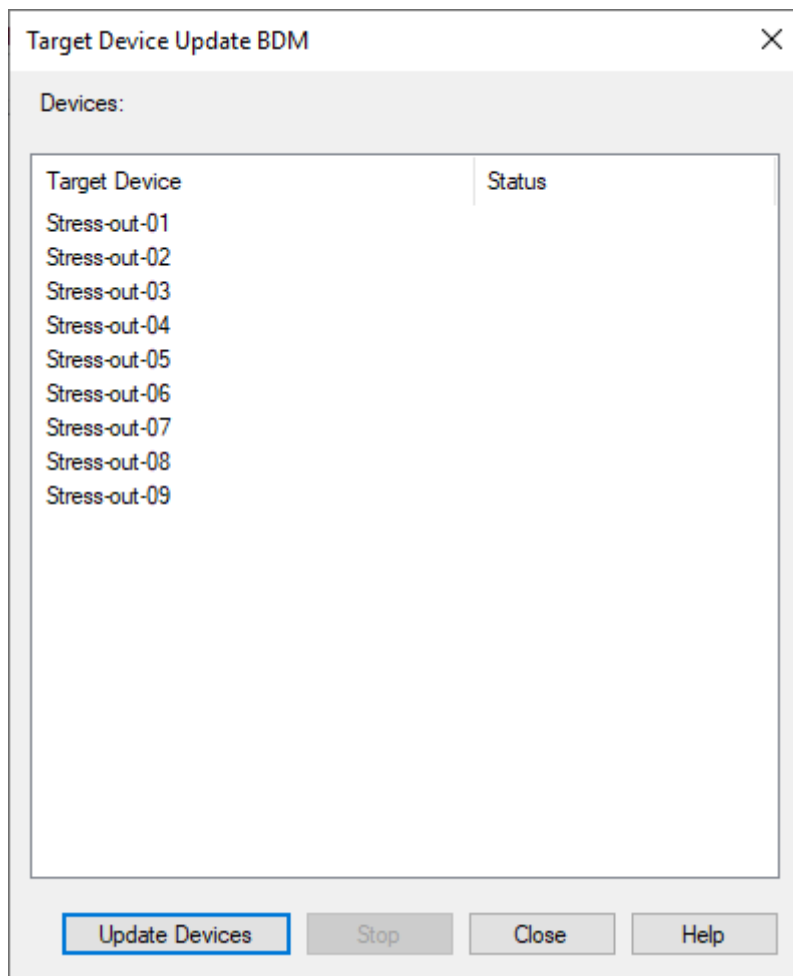 Target Device Update BDM
Devices:
Target Device Status
Stress-out-01
Stress-out-02
Stress-out-03
Stress-out-04
Stress-out-05
Stress-out-06
Stress-out-07
Stress-out-08
Stress-out-09
Update Devices Stop Close Help